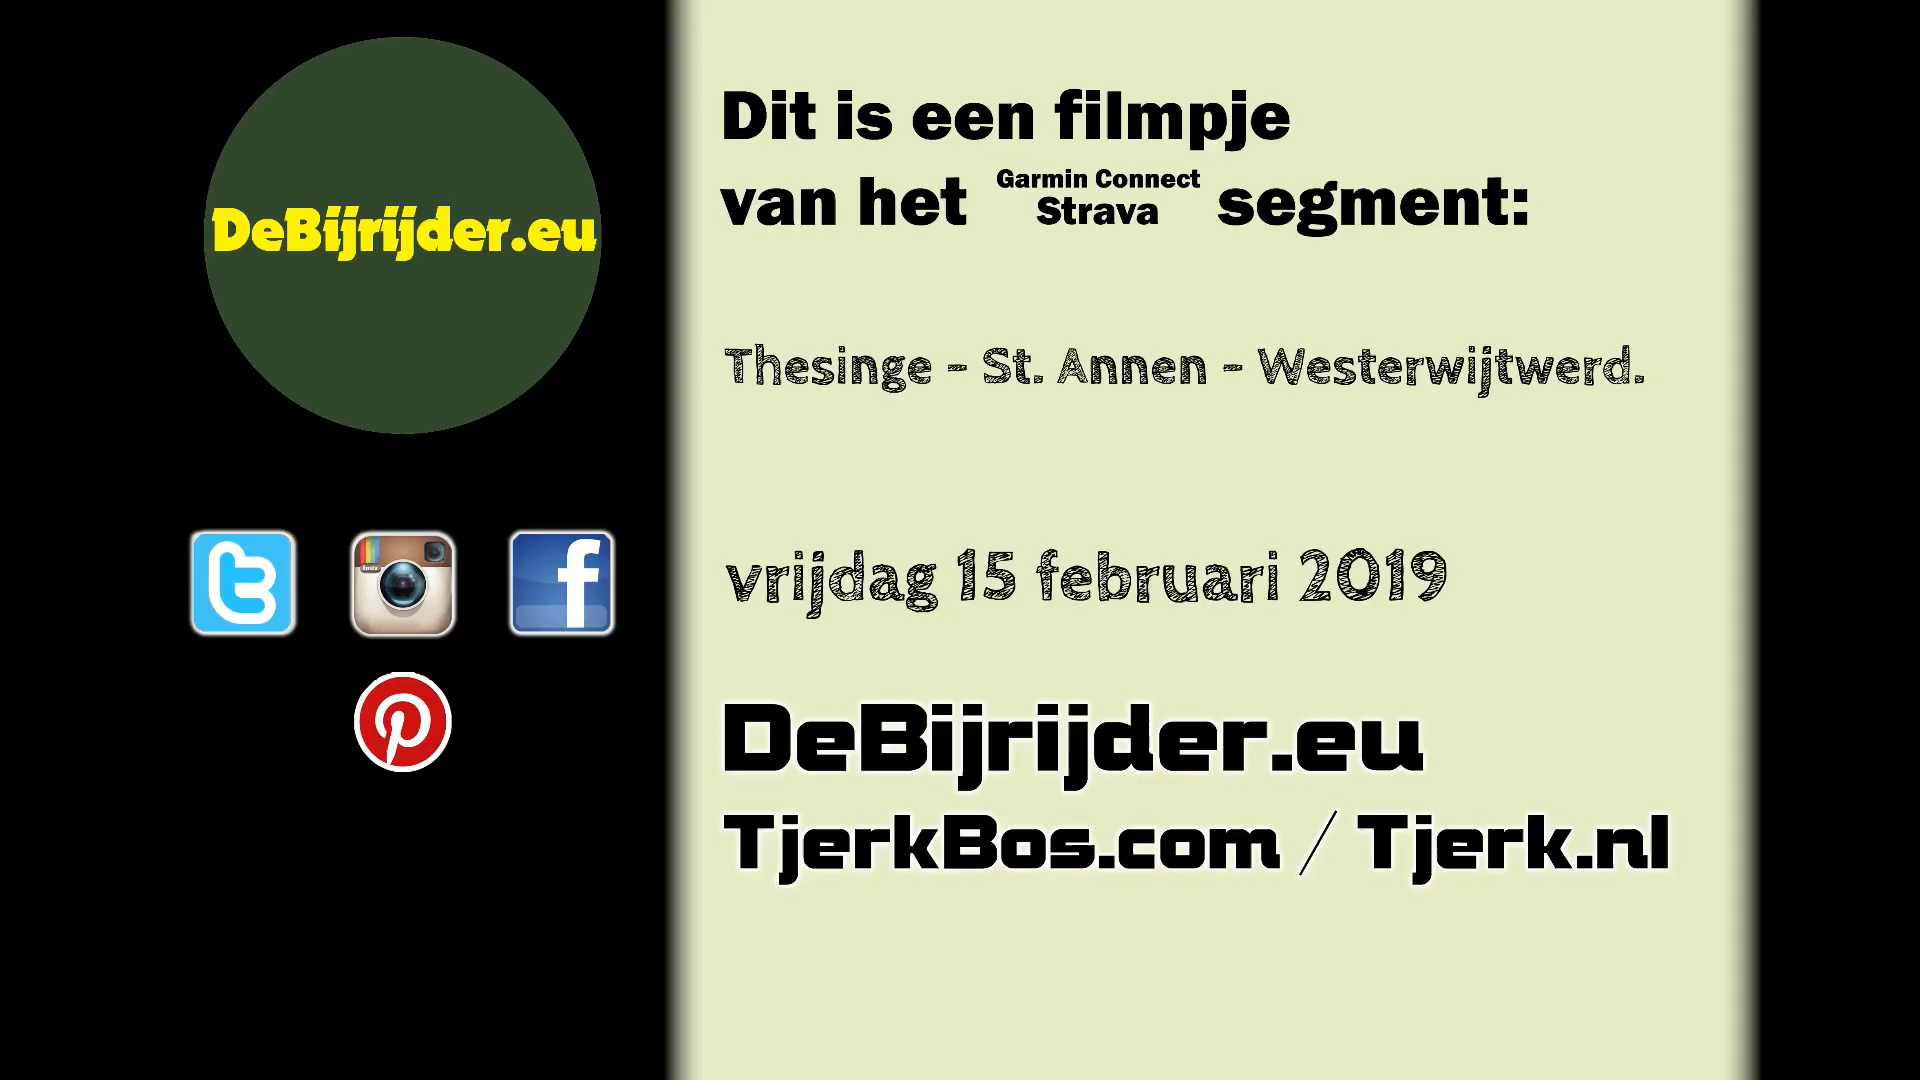 DeBijrijder.eu
Dit is een filmpje
van het Garmin Connect Strava segment:
Thesinge - St. Annen - Westerwijtwerd.
vrijdag 15 februari 2019
DeBijrijder.eu
TjerkBos.com / Tjerk.nl
Insta